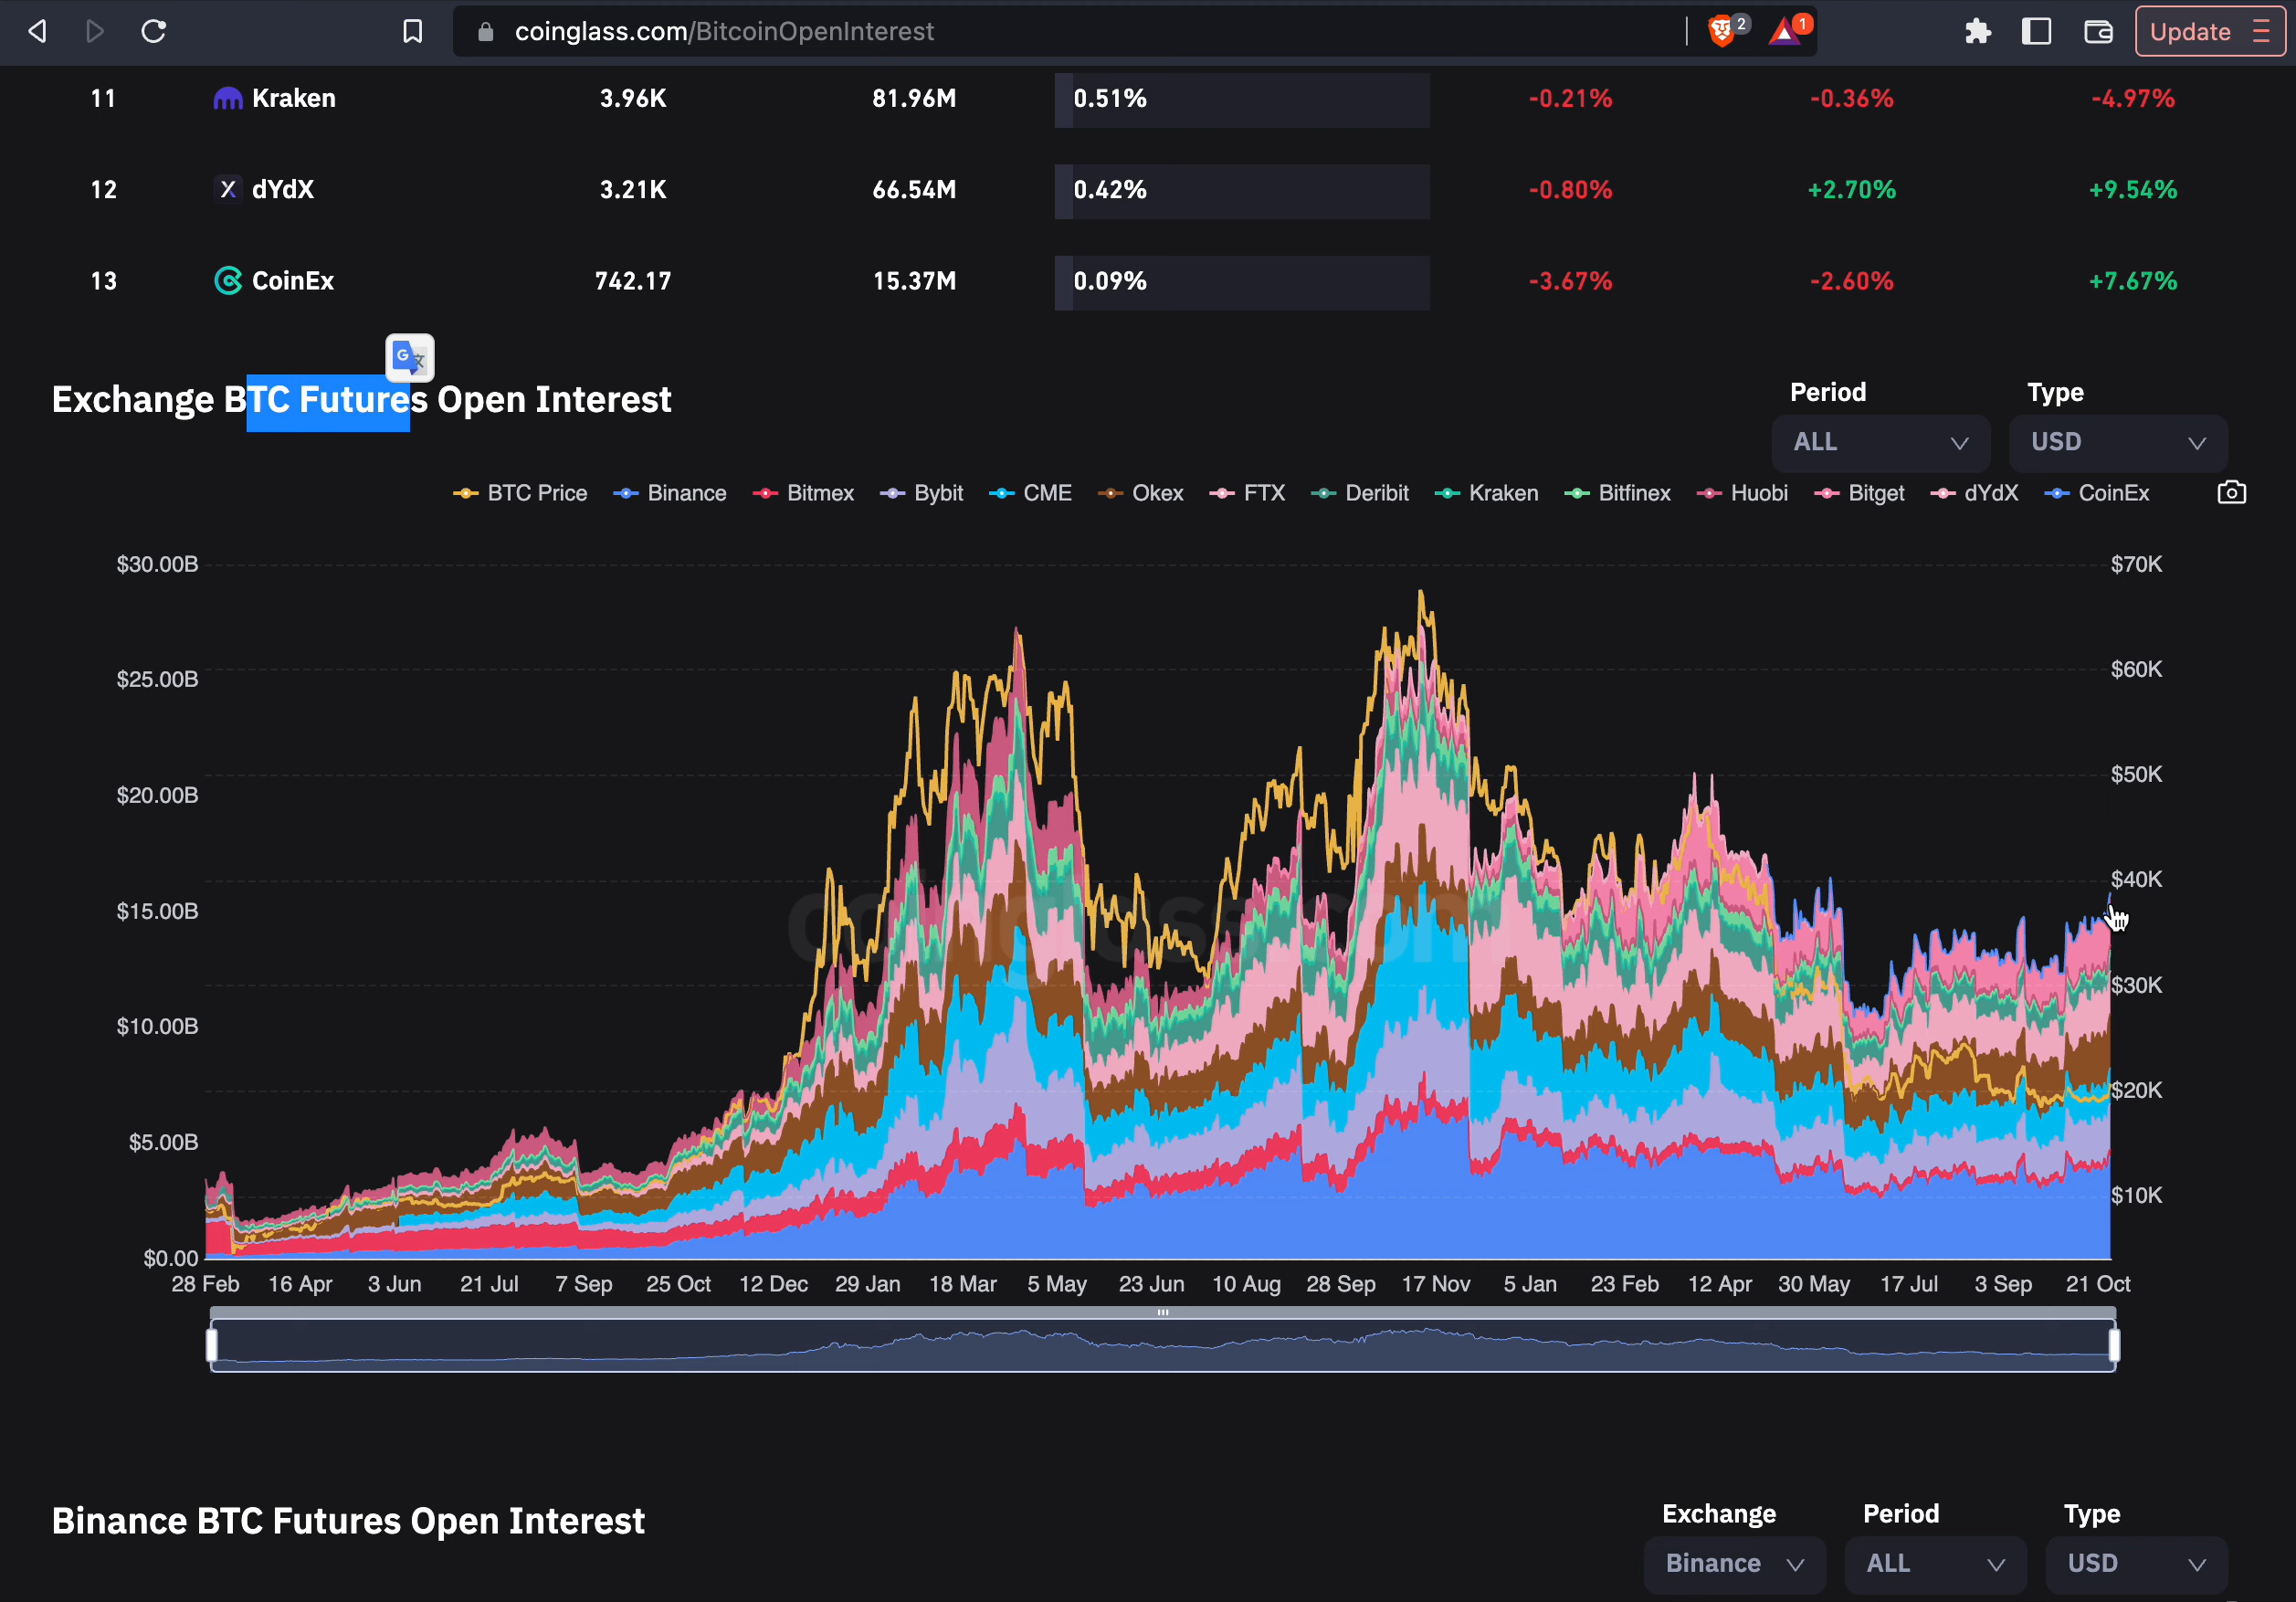 coinglass.com/BitcoinOpenInterest 2 1 Update
11 Kraken 3.96K 81.96M 0.51% -0.21% -0.36% -4.97%
12 dYdX 3.21K 66.54M 0.42% -0.80% +2.70% +9.54%
13 CoinEx 742.17 15.37M 0.09% -3.67% -2.60% +7.67%
Exchange BTC Futures Open Interest
Period Type
ALL USD
BTC Price Binance Bitmex Bybit CME Okex FTX Deribit Kraken Bitfinex Huobi Bitget dYdX CoinEx
$30.00B $70K
$25.00B $60K
$20.00B $50K
$15.00B $40K
$10.00B $30K
$5.00B $20K
$0.00 $10K
coinglass.com
28 Feb 16 Apr 3 Jun 21 Jul 7 Sep 25 Oct 12 Dec 29 Jan 18 Mar 5 May 23 Jun 10 Aug 28 Sep 17 Nov 5 Jan 23 Feb 12 Apr 30 May 17 Jul 3 Sep 21 Oct
Binance BTC Futures Open Interest
Exchange Period Type
Binance ALL USD